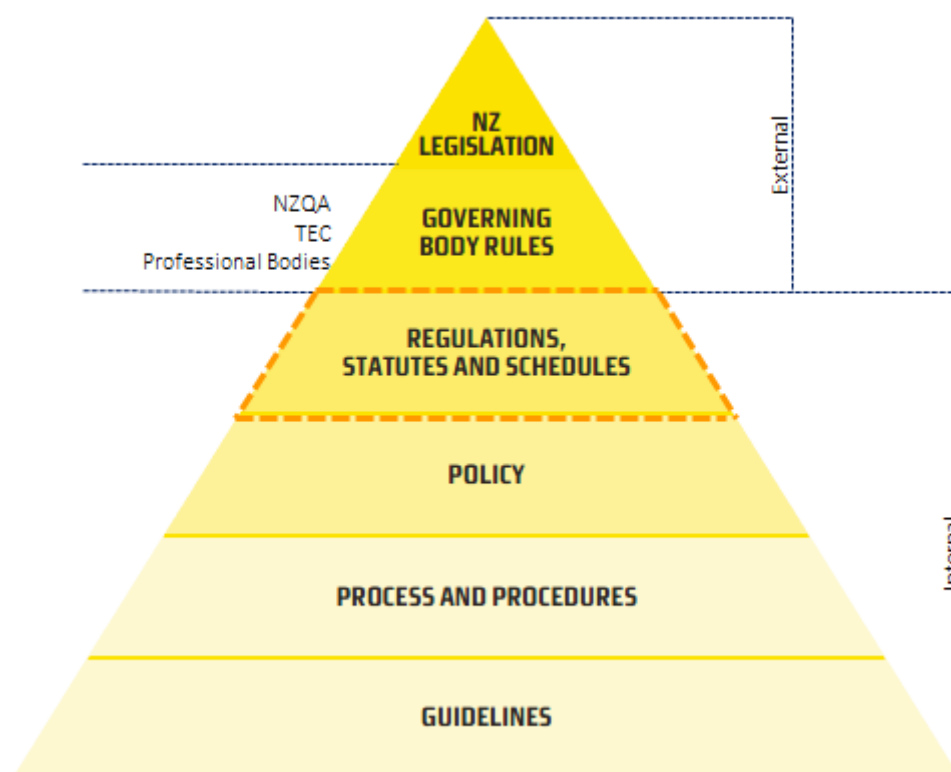 NZ
LEGISLATION
External
NZQA
TEC
Professional Bodies
GOVERNING
BODY RULES
REGULATIONS,
STATUTES AND SCHEDULES
POLICY
Internal
PROCESS AND PROCEDURES
GUIDELINES